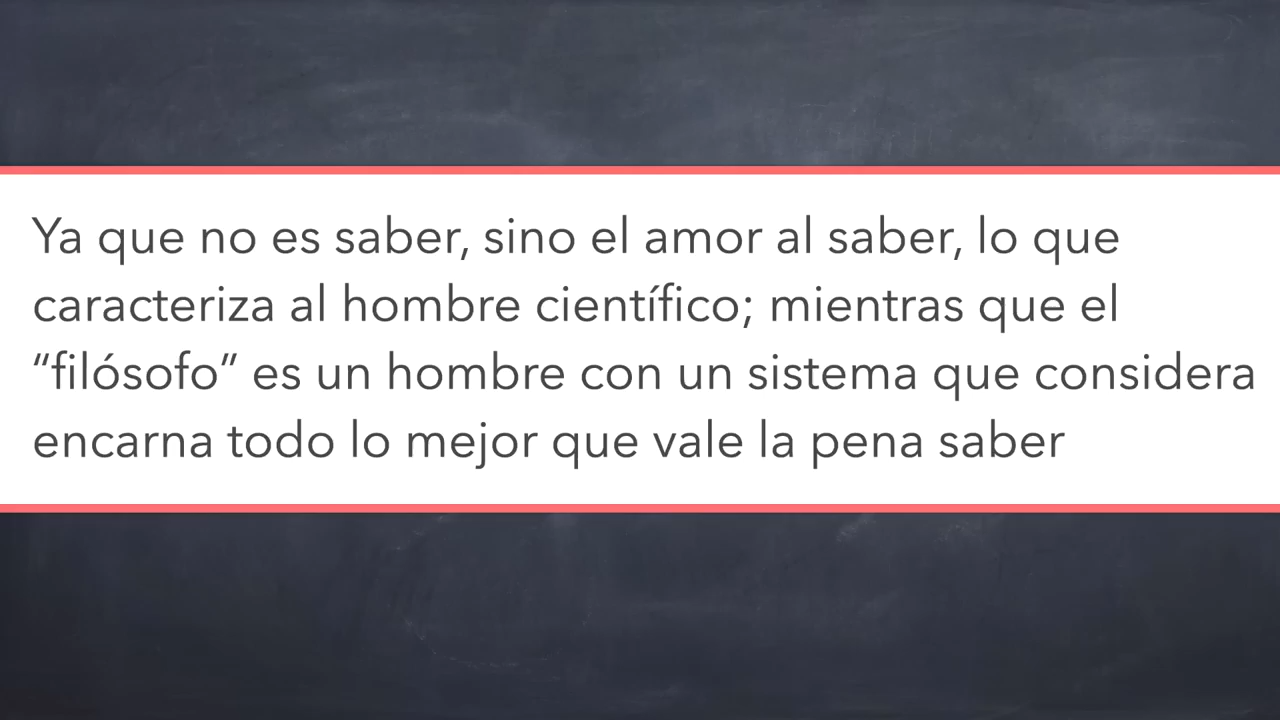 Ya que no es saber, sino el amor al saber, lo que
caracteriza al hombre científico; mientras que el
“filósofo” es un hombre con un sistema que considera
encarna todo lo mejor que vale la pena saber